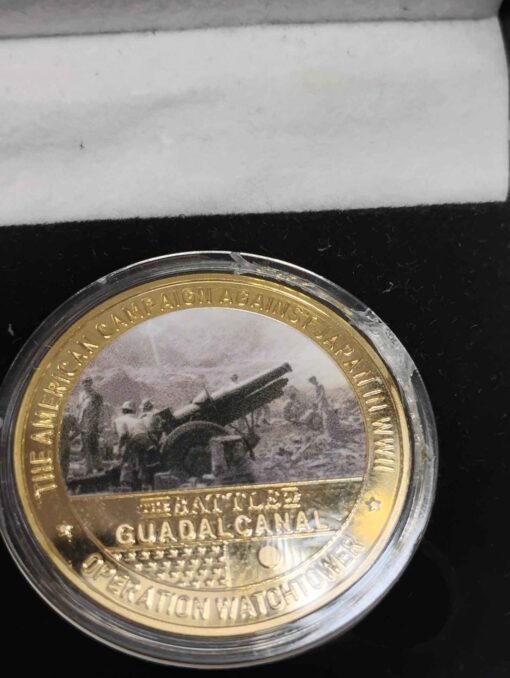 THE AMERICAN CAMPAIGN AGAINST JAPAN IN WWII
THE BATTLE OF
GUADALCANAL
OPERATION WATCHTOWER